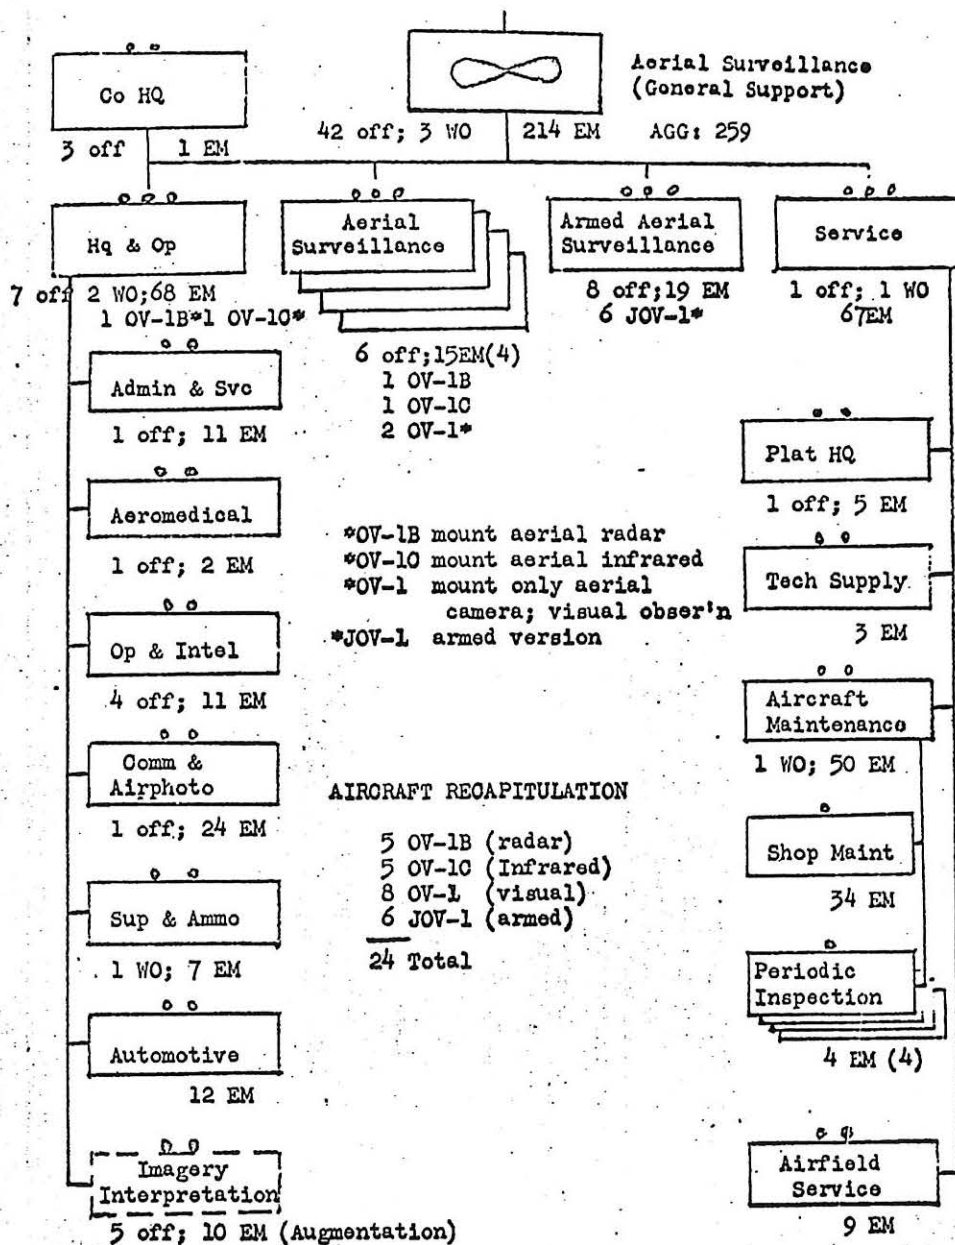 Aerial Surveillance
(General Support)
Co HQ
42 off; 3 WO 214 EM AGG: 259
3 off 1 EM
Hq & Op
7 off 2 WO;68 EM
1 OV-1B*1 OV-1C*
Aerial
Surveillance
6 off;15EM(4)
1 OV-1B
1 OV-1C
2 OV-1*
Armed Aerial
Surveillance
8 off;19 EM
6 JOV-1*
Service
1 off; 1 WO
67EM
Admin & Svc
1 off; 11 EM
Aeromedical
1 off; 2 EM
Op & Intel
4 off; 11 EM
Comm &
Airphoto
1 off; 24 EM
Sup & Ammo
1 WO; 7 EM
Automotive
12 EM
Imagery
Interpretation
5 off; 10 EM (Augmentation)
*OV-1B mount aerial radar
*OV-1C mount aerial infrared
*OV-1 mount only aerial
camera; visual obser'n
*JOV-1 armed version
AIRCRAFT RECAPITULATION
5 OV-1B (radar)
5 OV-1C (Infrared)
8 OV-1 (visual)
6 JOV-1 (armed)
24 Total
Plat HQ
1 off; 5 EM
Tech Supply
3 EM
Aircraft
Maintenance
1 WO; 50 EM
Shop Maint
34 EM
Periodic
Inspection
4 EM (4)
Airfield
Service
9 EM